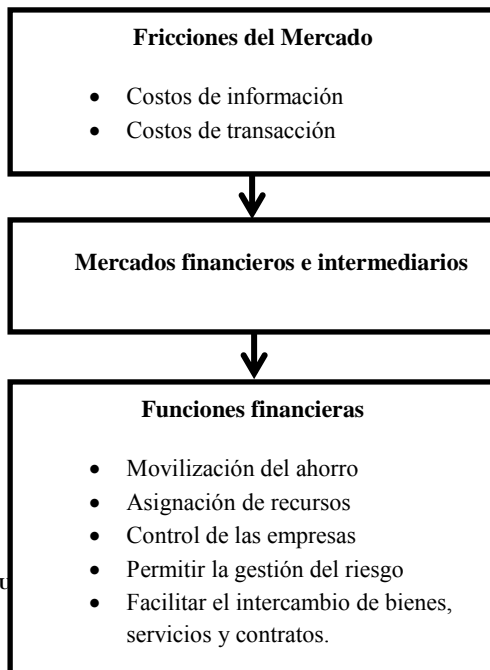 Fricciones del Mercado
• Costos de información
• Costos de transacción
Mercados financieros e intermediarios
Funciones financieras
• Movilización del ahorro
• Asignación de recursos
• Control de las empresas
• Permitir la gestión del riesgo
• Facilitar el intercambio de bienes,
servicios y contratos.